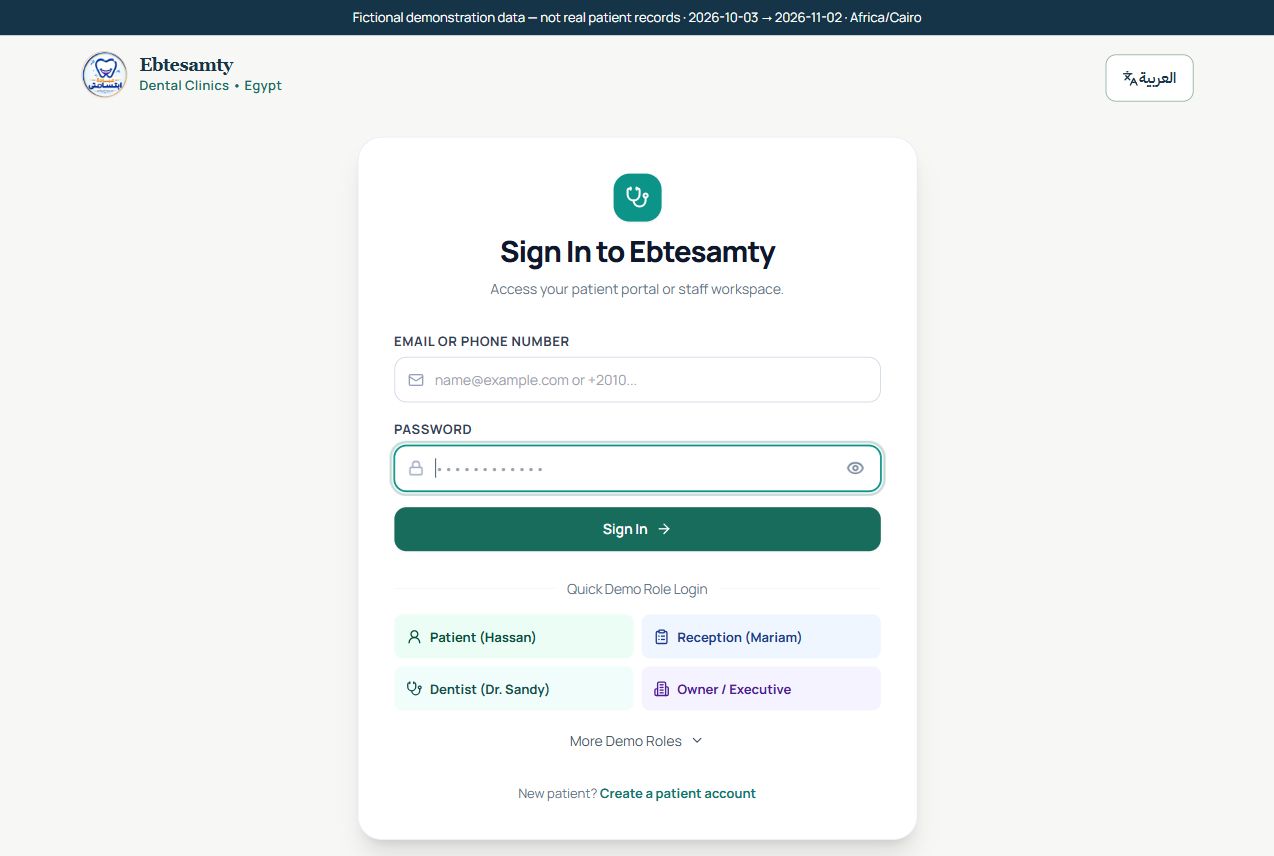 Fictional demonstration data — not real patient records · 2026-10-03 → 2026-11-02 · Africa/Cairo
Ebtesamty
Dental Clinics • Egypt
العربية
Sign In to Ebtesamty
Access your patient portal or staff workspace.
EMAIL OR PHONE NUMBER
name@example.com or +2010...
PASSWORD
••••••••••••
Sign In →
Quick Demo Role Login
Patient (Hassan)
Reception (Mariam)
Dentist (Dr. Sandy)
Owner / Executive
More Demo Roles
New patient? Create a patient account